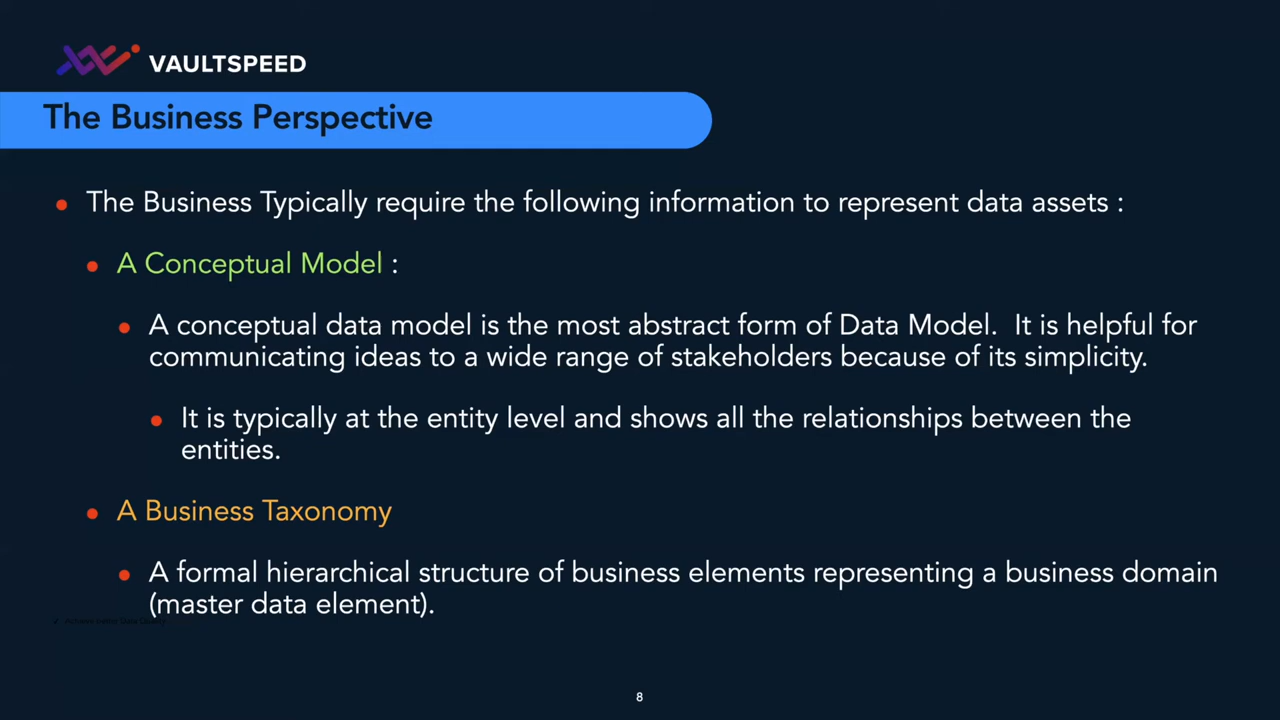 VAULTSPEED
The Business Perspective
The Business Typically require the following information to represent data assets :
A Conceptual Model :
A conceptual data model is the most abstract form of Data Model. It is helpful for
communicating ideas to a wide range of stakeholders because of its simplicity.
It is typically at the entity level and shows all the relationships between the
entities.
A Business Taxonomy
A formal hierarchical structure of business elements representing a business domain
(master data element).
8